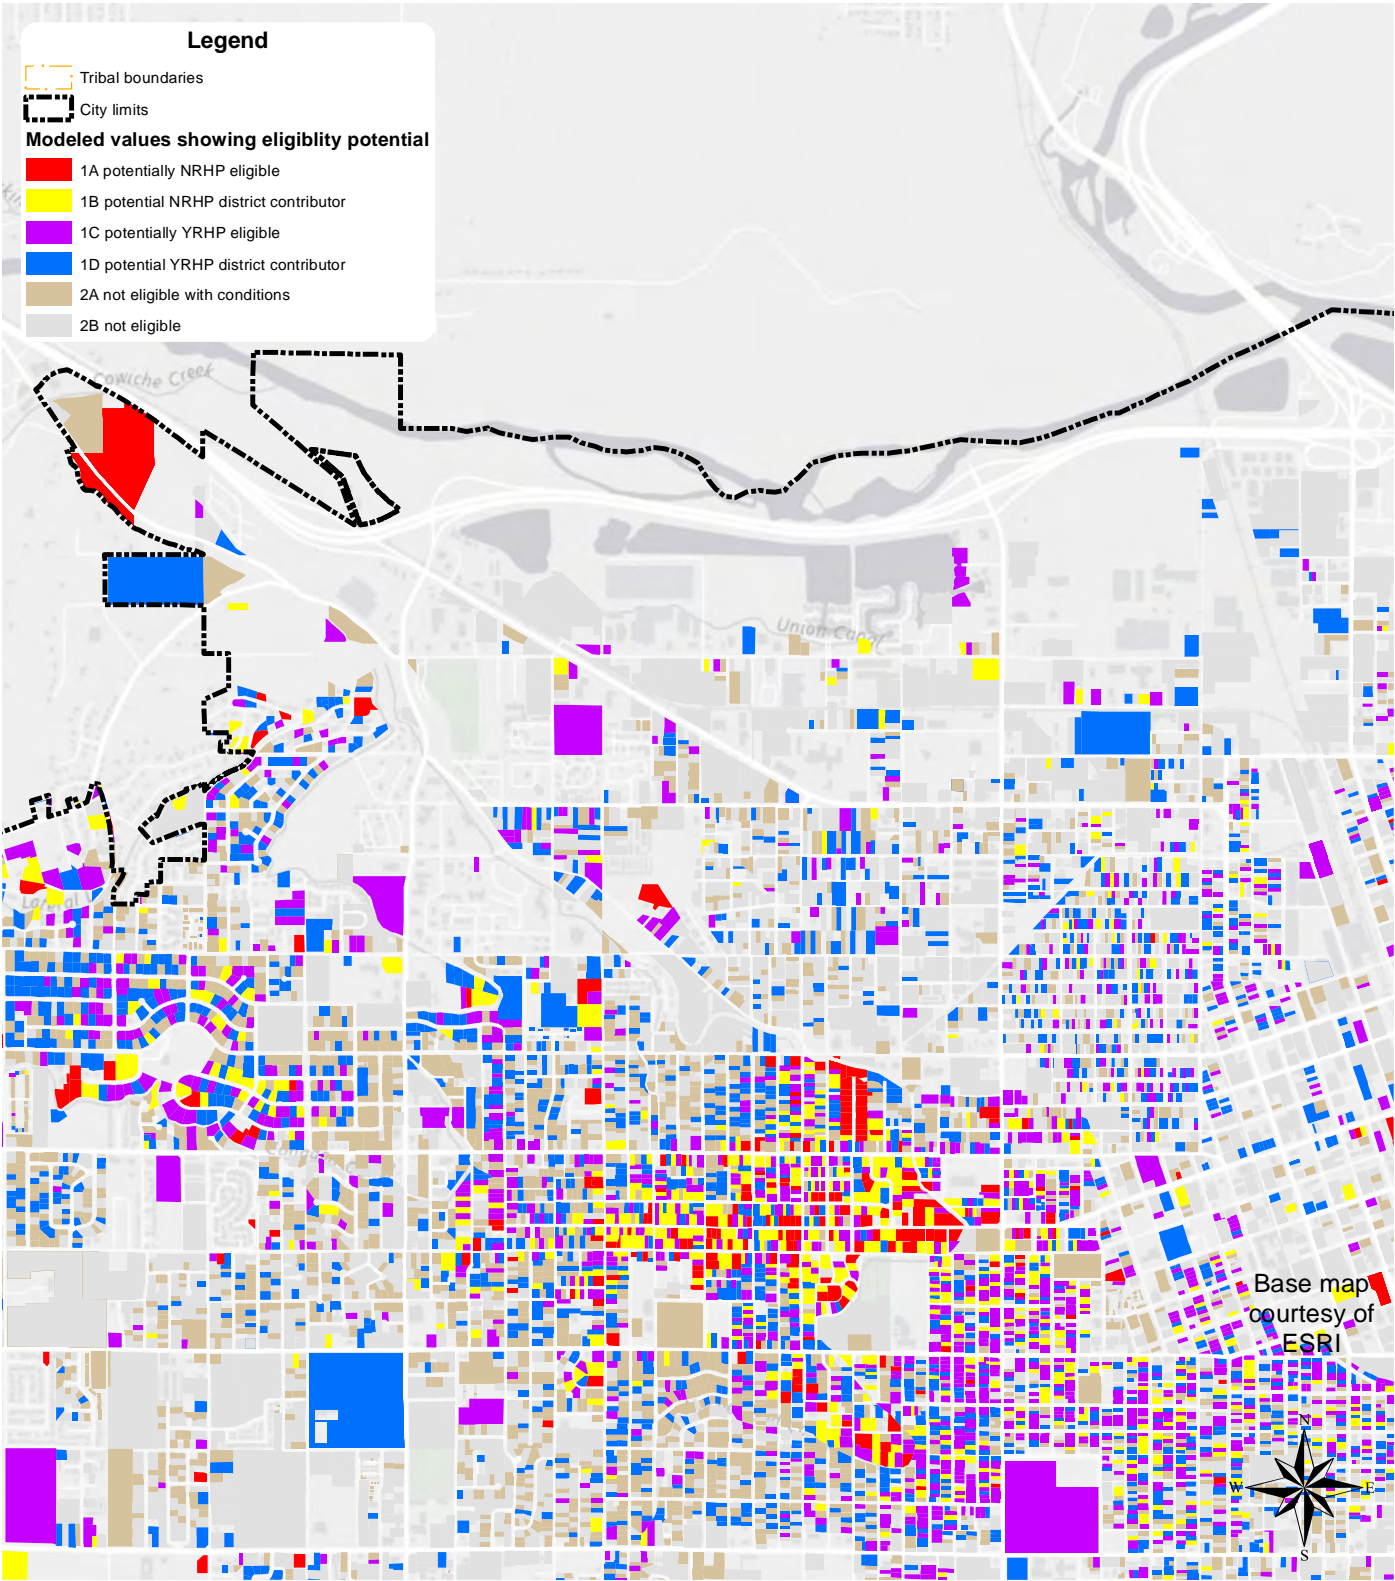 Legend
Tribal boundaries
City limits
Modeled values showing eligiblity potential
1A potentially NRHP eligible
1B potential NRHP district contributor
1C potentially YRHP eligible
1D potential YRHP district contributor
2A not eligible with conditions
2B not eligible
Cowiche Creek
Union Canal
Lateral
Base map
courtesy of
ESRI
N
W
E
S